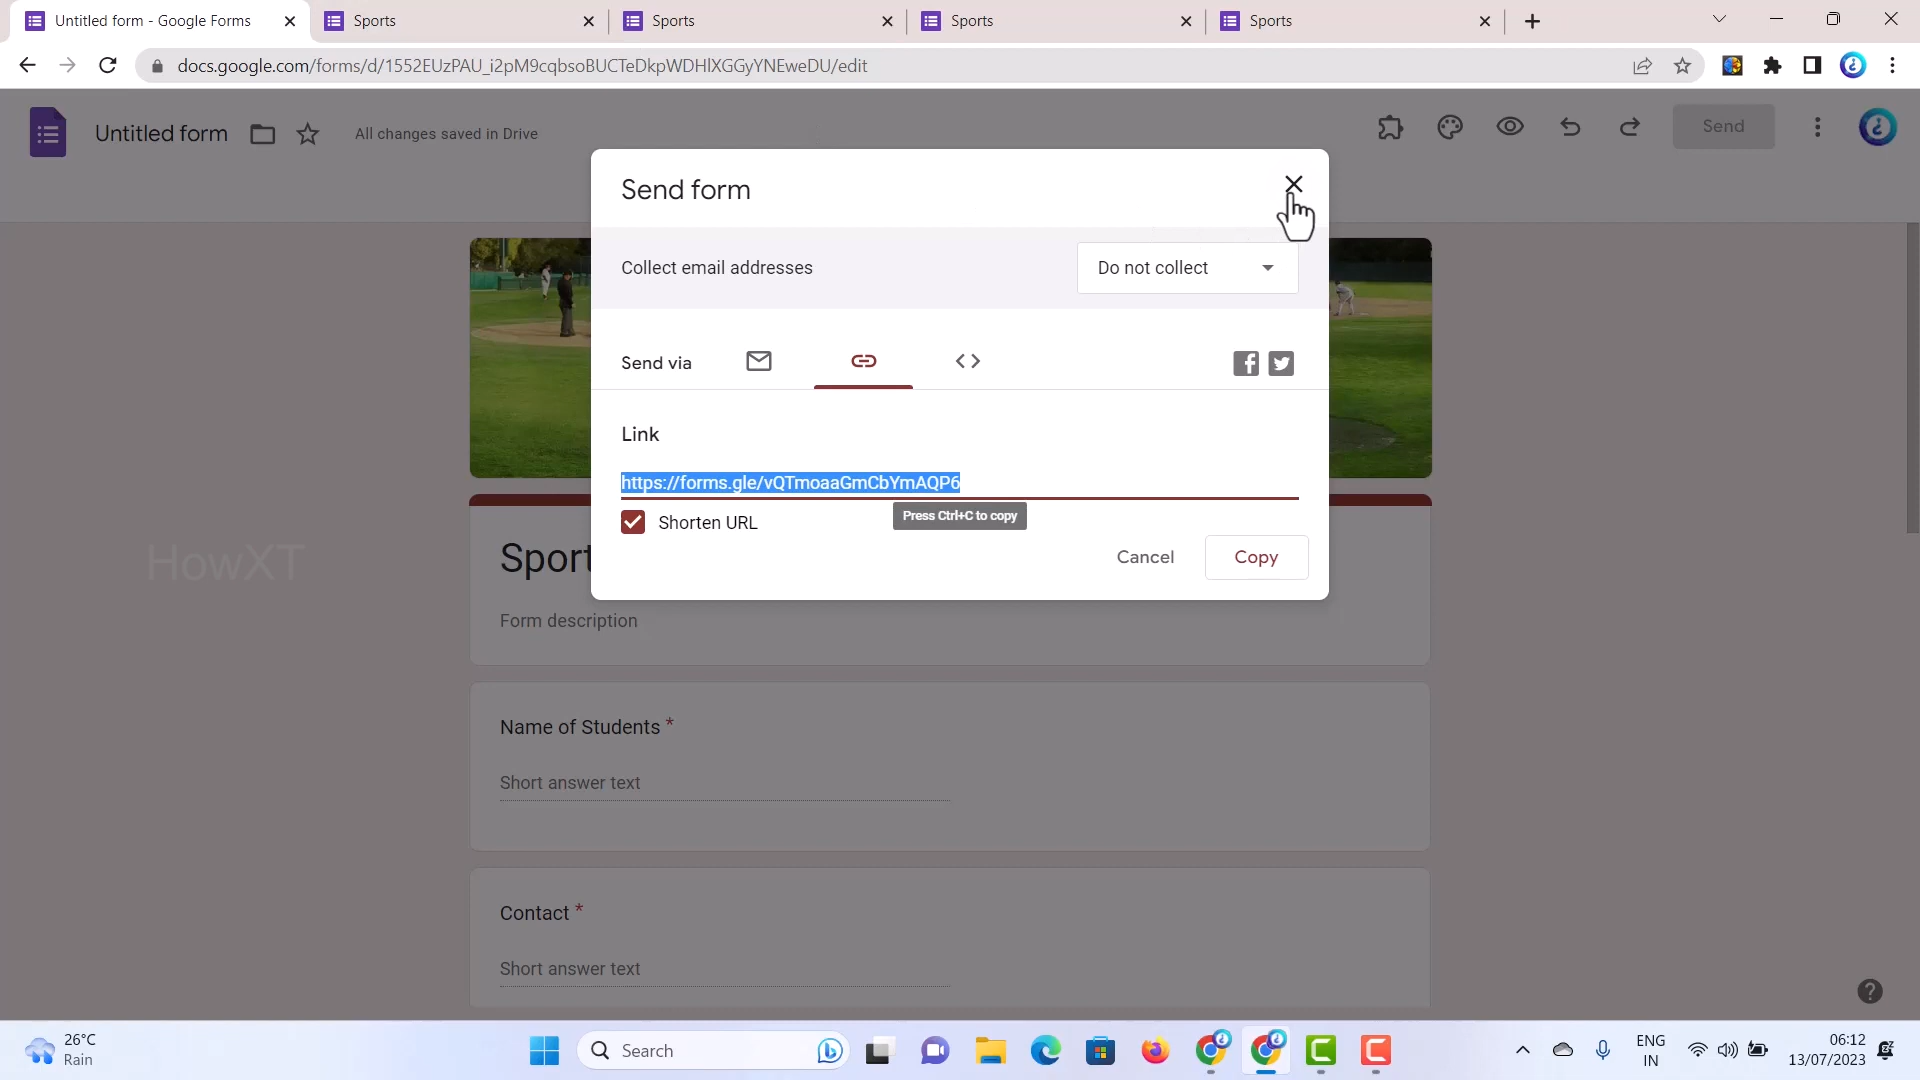 Untitled form - Google Forms
Sports
Sports
Sports
Sports
docs.google.com/forms/d/1552EUzPAU_i2pM9cqbsoBUCTeDkpWDHlXGGyYNEweDU/edit
Untitled form
All changes saved in Drive
Send
Send form
Collect email addresses
Do not collect
Send via
Link
https://forms.gle/vQTmoaaGmCbYmAQP6
Press Ctrl+C to copy
Shorten URL
Cancel
Copy
HowXT
Sport
Form description
Name of Students *
Short answer text
Contact *
Short answer text
26°C
Rain
Search
ENG
IN
06:12
13/07/2023